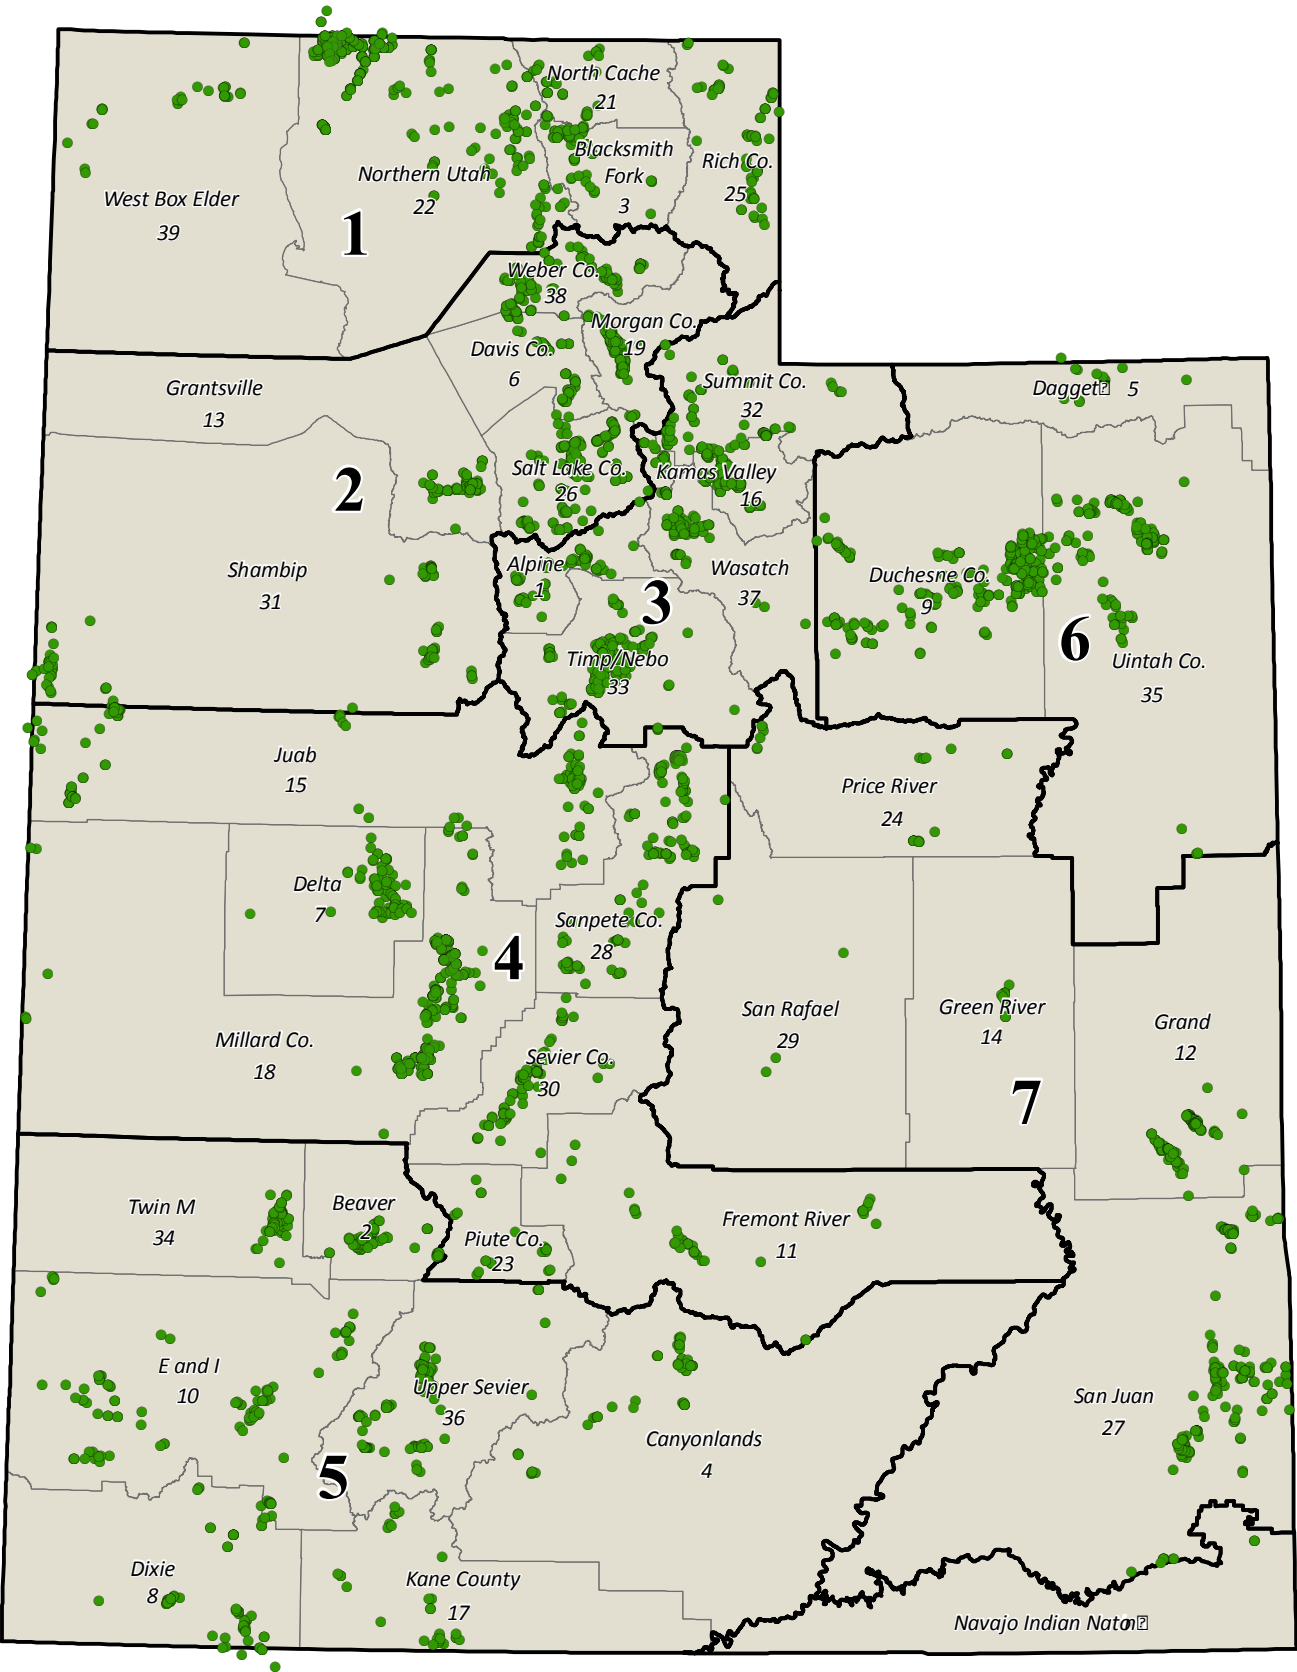 North Cache
21
Blacksmith
Fork
3
Rich Co.
25
Northern Utah
22
West Box Elder
39
1
Weber Co.
38
Morgan Co.
19
Davis Co.
6
Summit Co.
32
Dagget 5
Grantsville
13
2
Salt Lake Co.
26
Kamas Valley
16
Shambip
31
Alpine
1
3
Wasatch
37
Duchesne Co.
9
6
Uintah Co.
35
Timp/Nebo
33
Juab
15
Price River
24
Delta
7
Sanpete Co.
28
4
San Rafael
29
Green River
14
Grand
12
Millard Co.
18
Sevier Co.
30
7
Twin M
34
Beaver
2
Piute Co.
23
Fremont River
11
E and I
10
Upper Sevier
36
San Juan
27
Canyonlands
4
5
Dixie
8
Kane County
17
Navajo Indian Naton